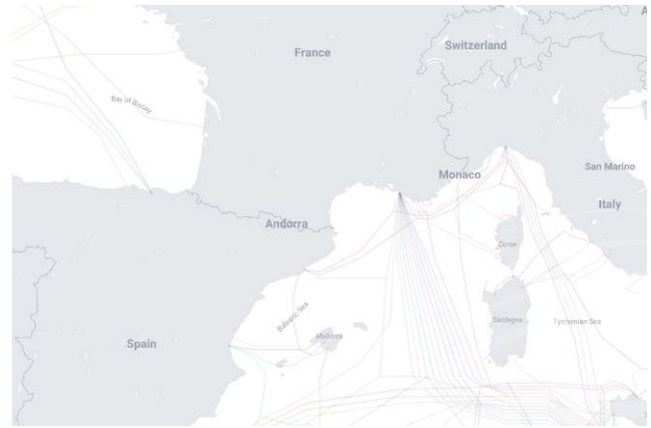 France
Switzerland
Bay of Biscay
San Marino
Monaco
Italy
Andorra
Corse
Balearic Sea
Sardegna
Tyrrhenian Sea
Mallorca
Spain